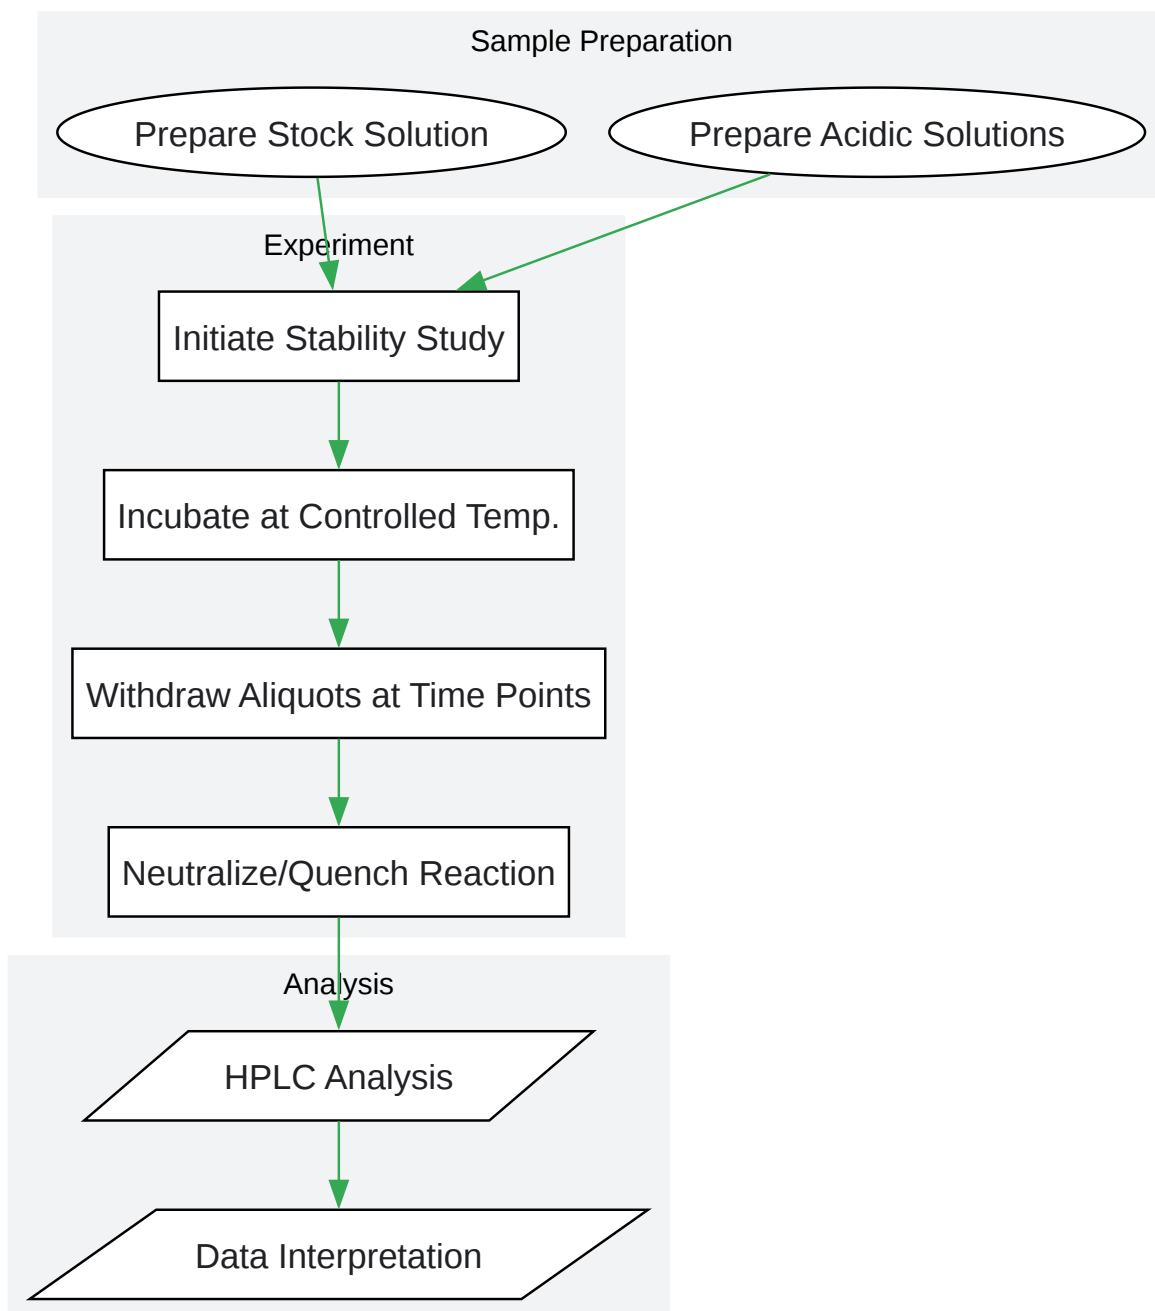 Sample Preparation
Prepare Stock Solution
Prepare Acidic Solutions
Experiment
Initiate Stability Study
Incubate at Controlled Temp.
Withdraw Aliquots at Time Points
Neutralize/Quench Reaction
Analysis
HPLC Analysis
Data Interpretation